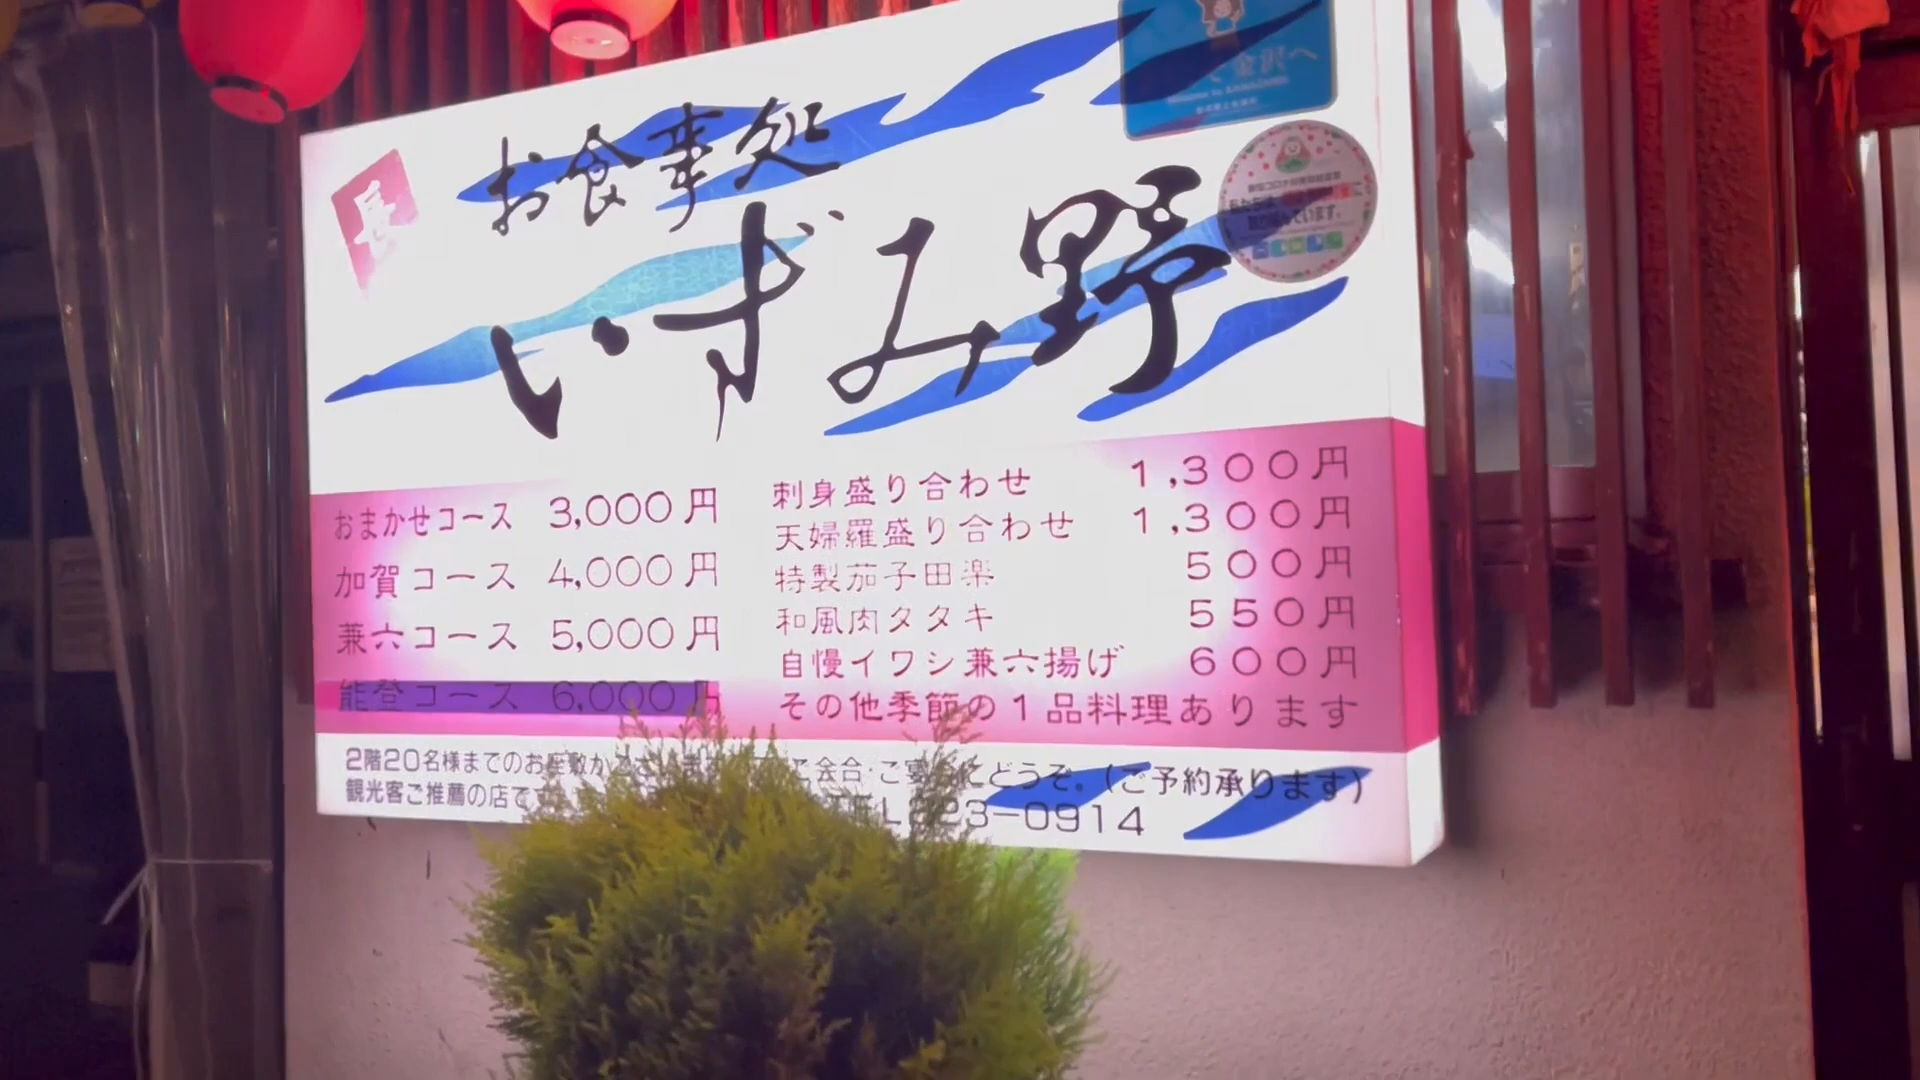 長
お食事処
いずみ野
金沢へ
おまかせコース 3,000円
加賀コース 4,000円
兼六コース 5,000円
能登コース 6,000円
刺身盛り合わせ 1,300円
天婦羅盛り合わせ 1,300円
特製茄子田楽 500円
和風肉タタキ 550円
自慢イワシ兼六揚げ 600円
その他季節の1品料理あります
2階20名様までのお座敷が ご会合・ご宴会にどうぞ。(ご予約承ります)
観光客ご推薦の店で TEL 223-0914